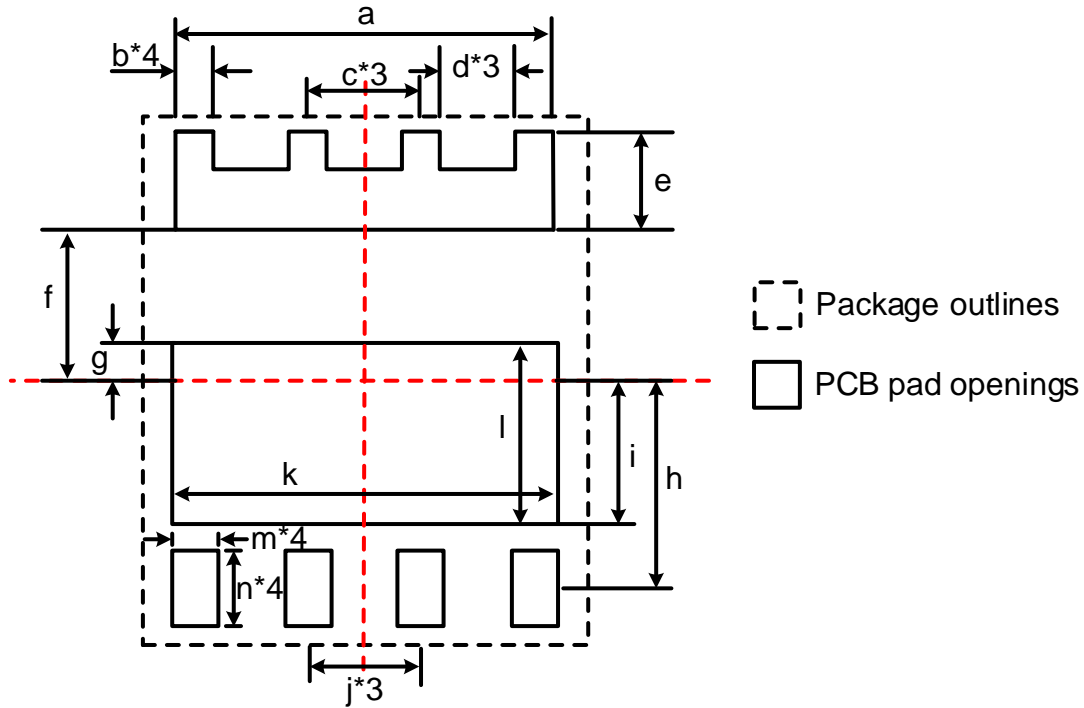 a
b*4
c*3
d*3
e
f
g
Package outlines
PCB pad openings
l
i
h
k
m*4
n*4
j*3